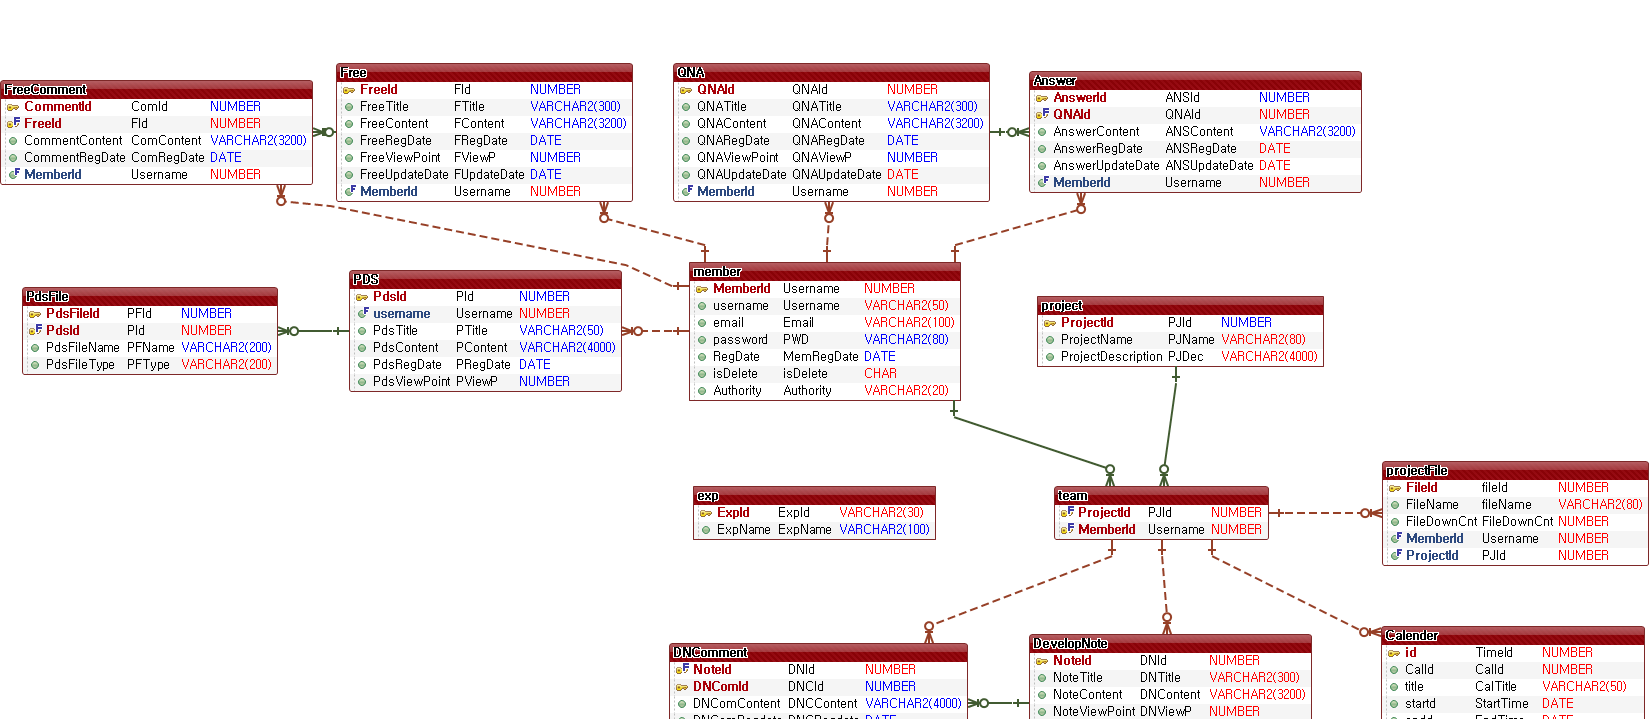 FreeComment
CommentId ComId NUMBER
FreeId FId NUMBER
CommentContent ComContent VARCHAR2(3200)
CommentRegDate ComRegDate DATE
MemberId Username NUMBER
Free
FreeId FId NUMBER
FreeTitle FTitle VARCHAR2(300)
FreeContent FContent VARCHAR2(3200)
FreeRegDate FRegDate DATE
FreeViewPoint FViewP NUMBER
FreeUpdateDate FUpdateDate DATE
MemberId Username NUMBER
QNA
QNAId QNAId NUMBER
QNATitle QNATitle VARCHAR2(300)
QNAContent QNAContent VARCHAR2(3200)
QNARegDate QNARegDate DATE
QNAViewPoint QNAViewP NUMBER
QNAUpdateDate QNAUpdateDate DATE
MemberId Username NUMBER
Answer
AnswerId ANSId NUMBER
QNAId QNAId NUMBER
AnswerContent ANSContent VARCHAR2(3200)
AnswerRegDate ANSRegDate DATE
AnswerUpdateDate ANSUpdateDate DATE
MemberId Username NUMBER
PdsFile
PdsFileId PFId NUMBER
PdsId PId NUMBER
PdsFileName PFName VARCHAR2(200)
PdsFileType PFType VARCHAR2(200)
PDS
PdsId PId NUMBER
username Username NUMBER
PdsTitle PTitle VARCHAR2(50)
PdsContent PContent VARCHAR2(4000)
PdsRegDate PRegDate DATE
PdsViewPoint PViewP NUMBER
member
MemberId Username NUMBER
username Username VARCHAR2(50)
email Email VARCHAR2(100)
password PWD VARCHAR2(80)
RegDate MemRegDate DATE
isDelete isDelete CHAR
Authority Authority VARCHAR2(20)
project
ProjectId PJId NUMBER
ProjectName PJName VARCHAR2(80)
ProjectDescription PJDec VARCHAR2(4000)
exp
ExpId ExpId VARCHAR2(30)
ExpName ExpName VARCHAR2(100)
team
ProjectId PJId NUMBER
MemberId Username NUMBER
projectFile
FileId fileId NUMBER
FileName fileName VARCHAR2(80)
FileDownCnt FileDownCnt NUMBER
MemberId Username NUMBER
ProjectId PJId NUMBER
DNComment
NoteId DNId NUMBER
DNComId DNCId NUMBER
DNComContent DNCContent VARCHAR2(4000)
DevelopNote
NoteId DNId NUMBER
NoteTitle DNTitle VARCHAR2(300)
NoteContent DNContent VARCHAR2(3200)
NoteViewPoint DNViewP NUMBER
Calender
id TimeId NUMBER
CalId CalId NUMBER
title CalTitle VARCHAR2(50)
startd StartTime DATE